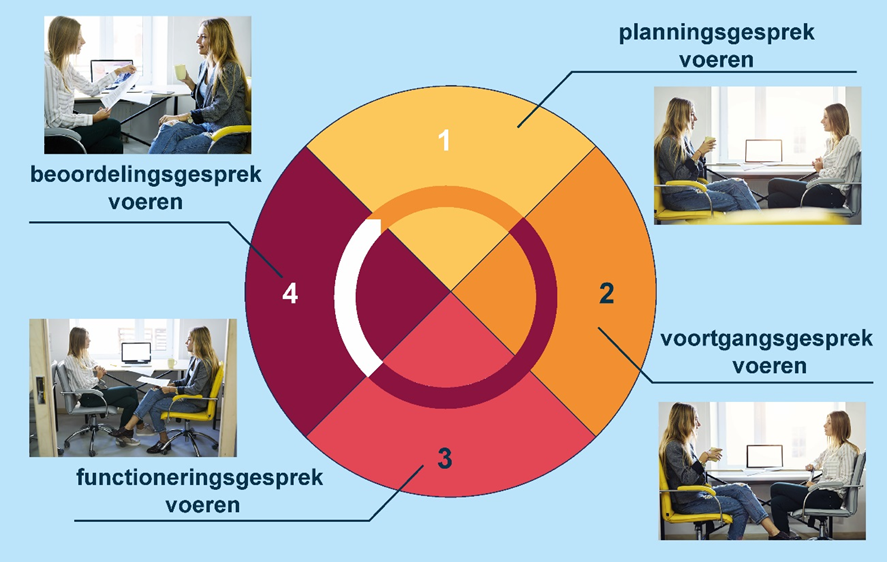 planningsgesprek
voeren
1
beoordelingsgesprek
voeren
4
2
voortgangsgesprek
voeren
3
functioneringsgesprek
voeren